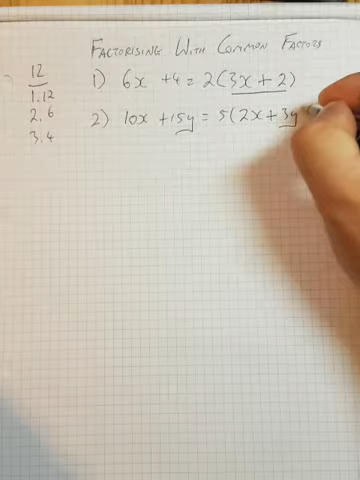 FACTORISING WITH COMMON FACTORS
12
1.12
2.6
3.4
1) 6x +4 = 2(3x + 2)
2) 10x + 15y = 5(2x + 3y